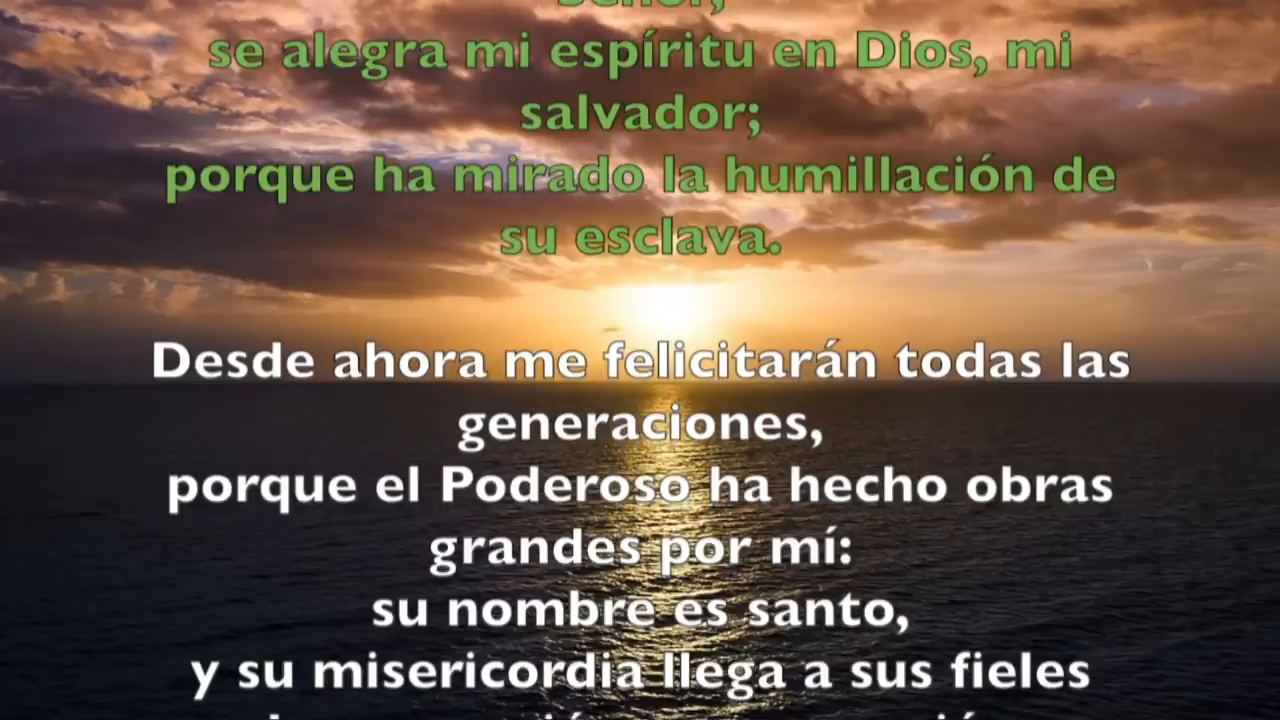 Señor,
se alegra mi espíritu en Dios, mi
salvador;
porque ha mirado la humillación de
su esclava.
Desde ahora me felicitarán todas las
generaciones,
porque el Poderoso ha hecho obras
grandes por mí:
su nombre es santo,
y su misericordia llega a sus fieles